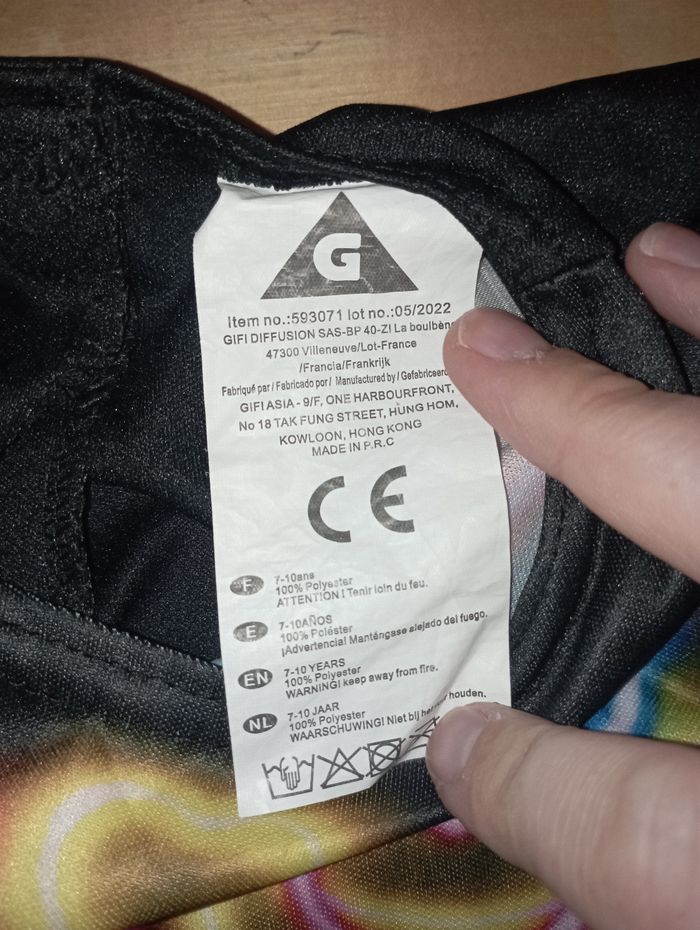 G
Item no.:593071 lot no.:05/2022
GIFI DIFFUSION SAS-BP 40-ZI La
47300 Villeneuve/Lot-France
/Francia/Frankrijk
Fabriqué par / Fabricado por / Manufactured by /
GIFI ASIA - 9/F, ONE HARBOURFRONT,
No 18 TAK FUNG STREET, HUNG HOM,
KOWLOON, HONG KONG
MADE IN P.R.C
CE
F 7-10ans
100% Polyester
ATTENTION ! Tenir loin du feu.
E 7-10AÑOS
100% Poliéster
¡Advertencia! Manténgase alejado del fuego.
EN 7-10 YEARS
100% Polyester
WARNING! keep away from fire.
NL 7-10 JAAR
100% Polyester
WAARSCHUWING! Niet bij houden.